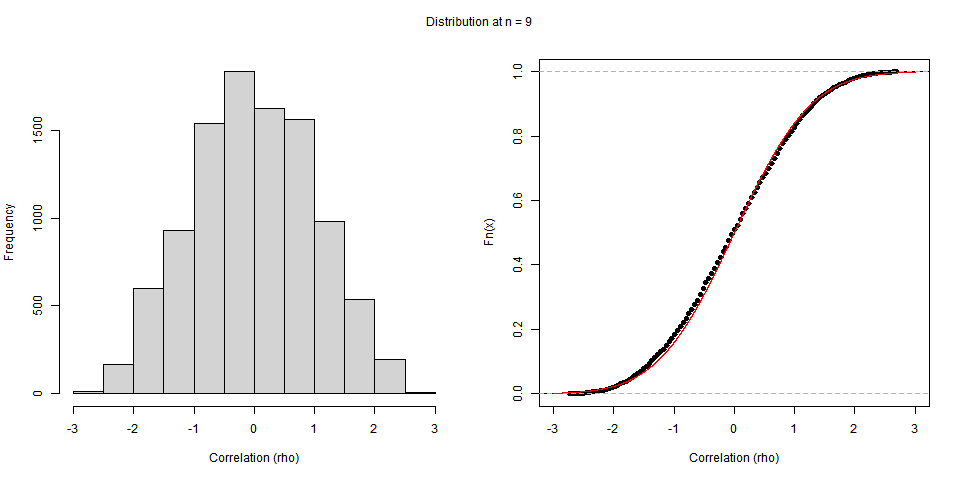 Distribution at n = 9
Frequency
1500
1000
500
0
-3 -2 -1 0 1 2 3
Correlation (rho)
Fn(x)
1.0
0.8
0.6
0.4
0.2
0.0
-3 -2 -1 0 1 2 3
Correlation (rho)